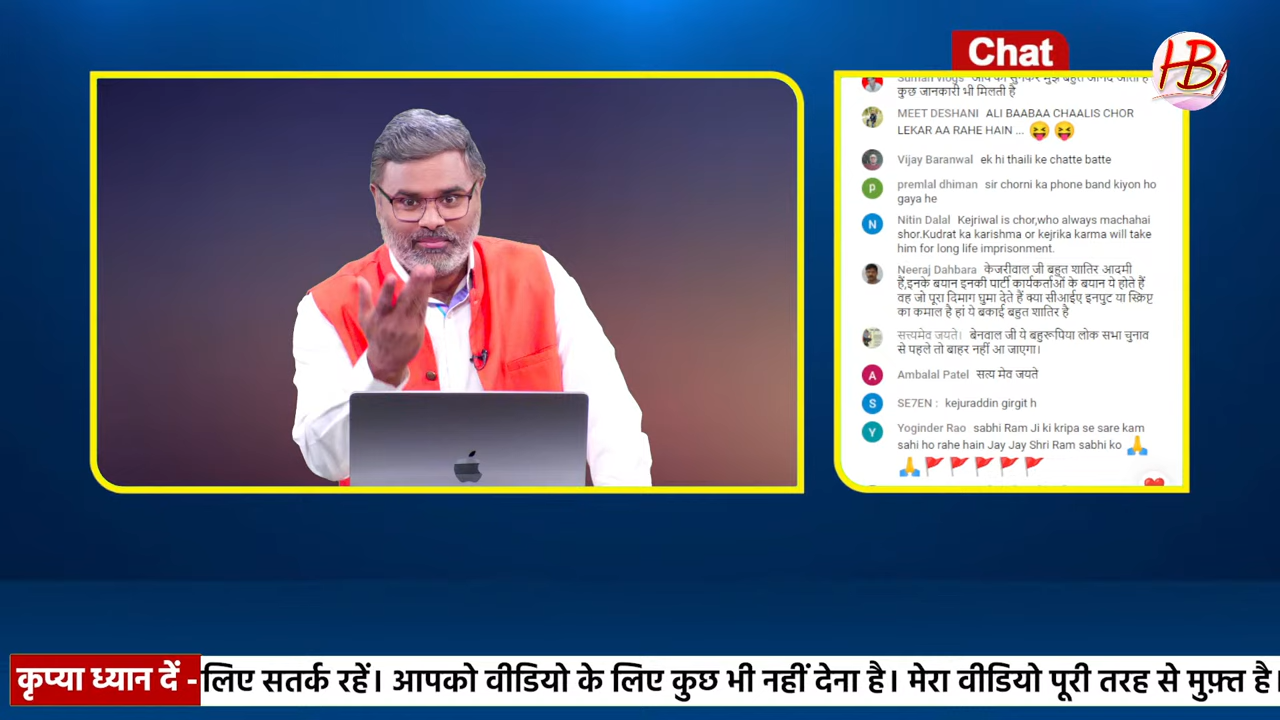 Chat
HB
कुछ जानकारी भी मिलती है
MEET DESHANI ALI BAABAA CHAALIS CHOR
LEKAR AA RAHE HAIN ... 😝 😝
Vijay Baranwal ek hi thaili ke chatte batte
p
premlal dhiman sir chorni ka phone band kiyon ho
gaya he
N
Nitin Dalal Kejriwal is chor,who always machahai
shor.Kudrat ka karishma or kejrika karma will take
him for long life imprisonment.
Neeraj Dahbara केजरीवाल जी बहुत शातिर आदमी
हैं,इनके बयान इनकी पार्टी कार्यकर्ताओं के बयान ये होते हैं
वह जो पूरा दिमाग घुमा देते हैं क्या सीआईए इनपुट या स्क्रिप्ट
का कमाल है हां ये बकाई बहुत शातिर है
सत्त्यमेव जयते। बेनवाल जी ये बहुरूपिया लोक सभा चुनाव
से पहले तो बाहर नहीं आ जाएगा।
A
Ambalal Patel सत्य मेव जयते
S
SE7EN : kejuraddin girgit h
Y
Yoginder Rao sabhi Ram Ji ki kripa se sare kam
sahi ho rahe hain Jay Jay Shri Ram sabhi ko 🙏
🙏🚩🚩🚩🚩🚩
कृप्या ध्यान दें - लिए सतर्क रहें। आपको वीडियो के लिए कुछ भी नहीं देना है। मेरा वीडियो पूरी तरह से मुफ़्त है।